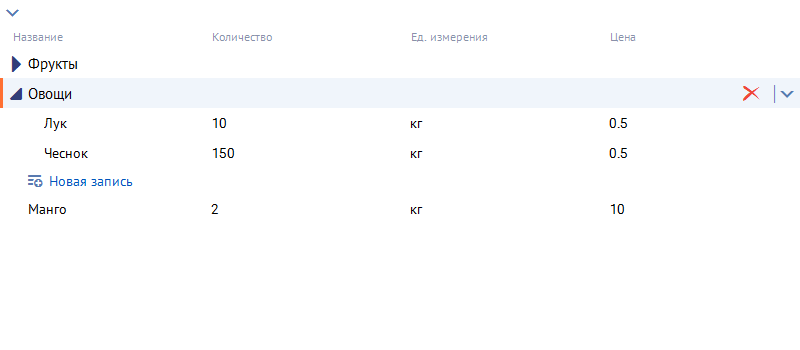 Название Количество Ед. измерения Цена
Фрукты
Овощи
Лук 10 кг 0.5
Чеснок 150 кг 0.5
Новая запись
Манго 2 кг 10